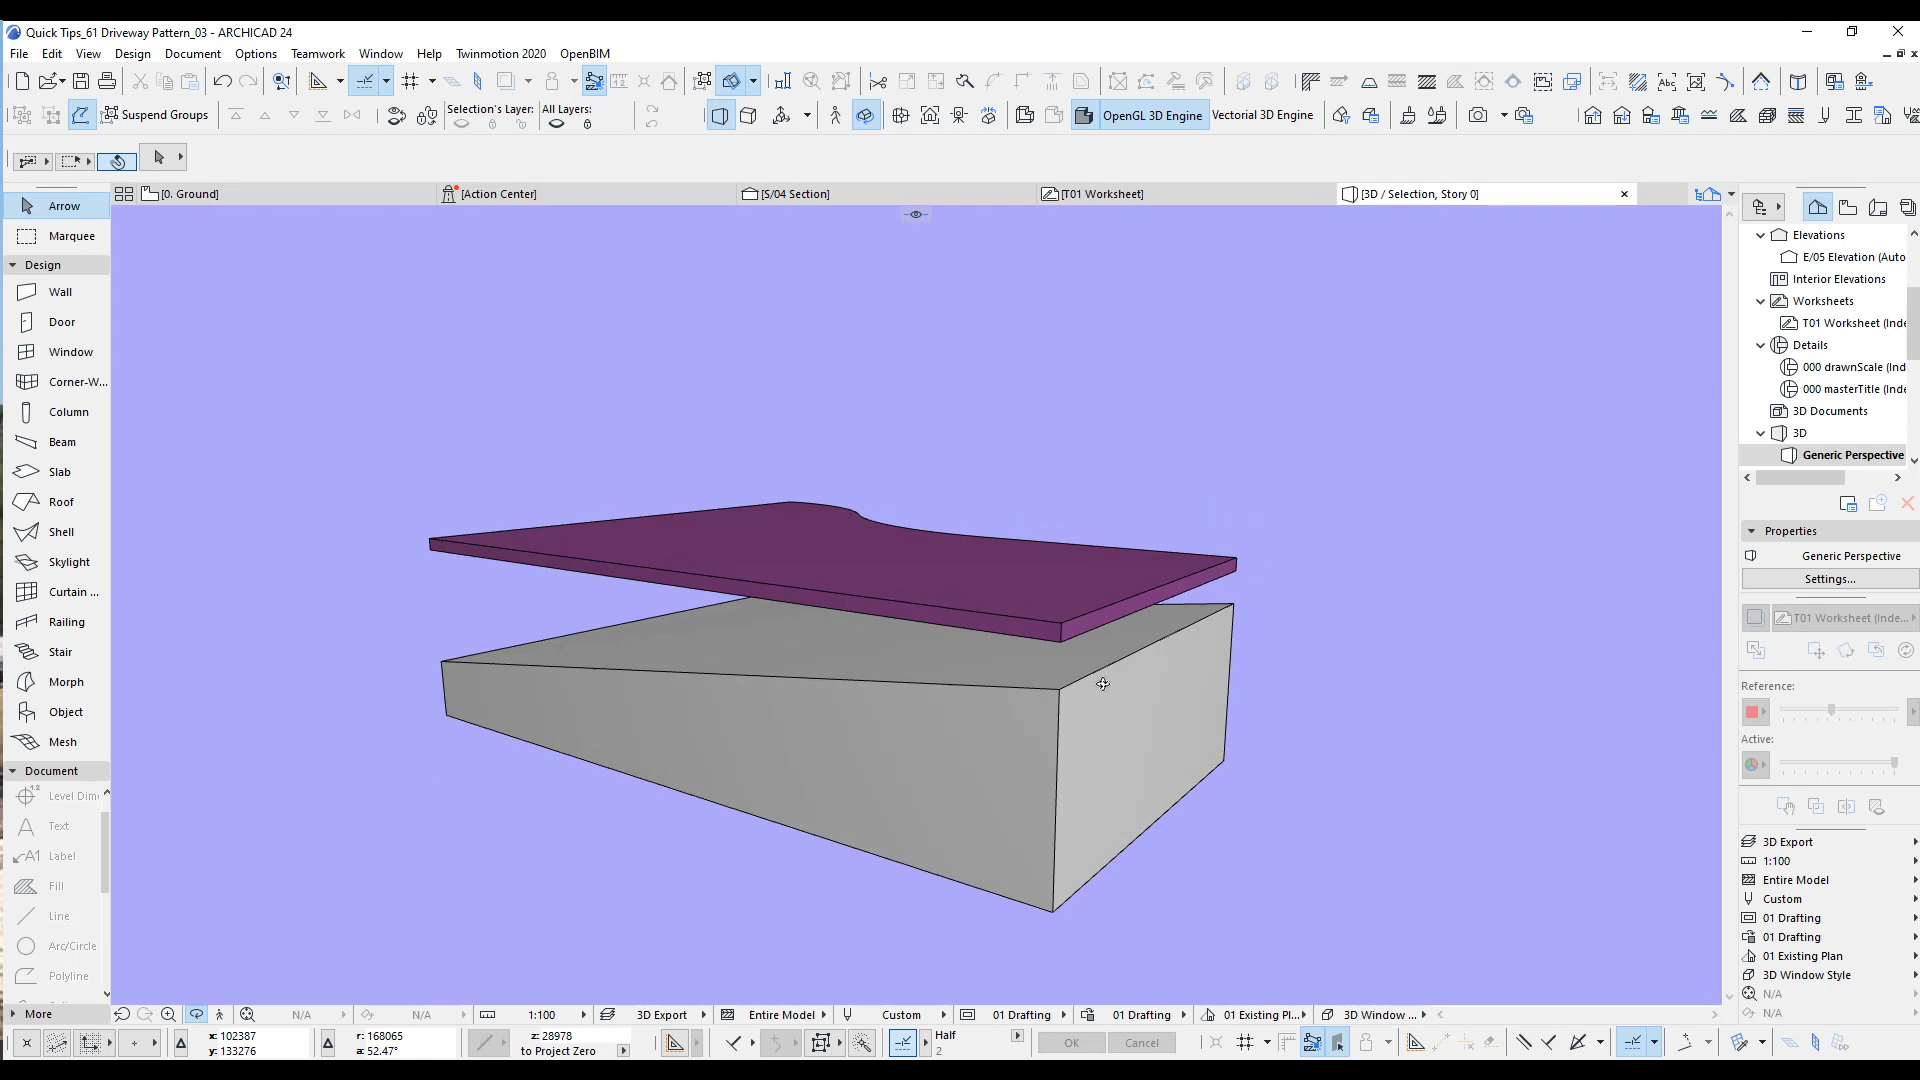 Quick Tips_61 Driveway Pattern_03 - ARCHICAD 24
File Edit View Design Document Options Teamwork Window Help Twinmotion 2020 OpenBIM
Suspend Groups
Selection's Layer:
All Layers:
OpenGL 3D Engine
Vectorial 3D Engine
[0. Ground]
[Action Center]
[S/04 Section]
[T01 Worksheet]
[3D / Selection, Story 0]
Arrow
Marquee
Design
Wall
Door
Window
Corner-W...
Column
Beam
Slab
Roof
Shell
Skylight
Curtain ...
Railing
Stair
Morph
Object
Mesh
Document
Level Dim
Text
A1 Label
Fill
Line
Arc/Circle
Polyline
More
Elevations
E/05 Elevation (Auto
Interior Elevations
Worksheets
T01 Worksheet (Inde
Details
000 drawnScale (Ind
000 masterTitle (Inde
3D Documents
3D
Generic Perspective
Properties
Generic Perspective
Settings...
T01 Worksheet (Inde...
Reference:
Active:
3D Export
1:100
Entire Model
Custom
01 Drafting
01 Drafting
01 Existing Plan
3D Window Style
N/A
N/A
N/A
N/A
1:100
3D Export
Entire Model
Custom
01 Drafting
01 Drafting
01 Existing Pl...
3D Window ...
x: 102387
y: 133276
r: 168065
a: 52.47°
z: 28978
to Project Zero
Half
2
OK
Cancel